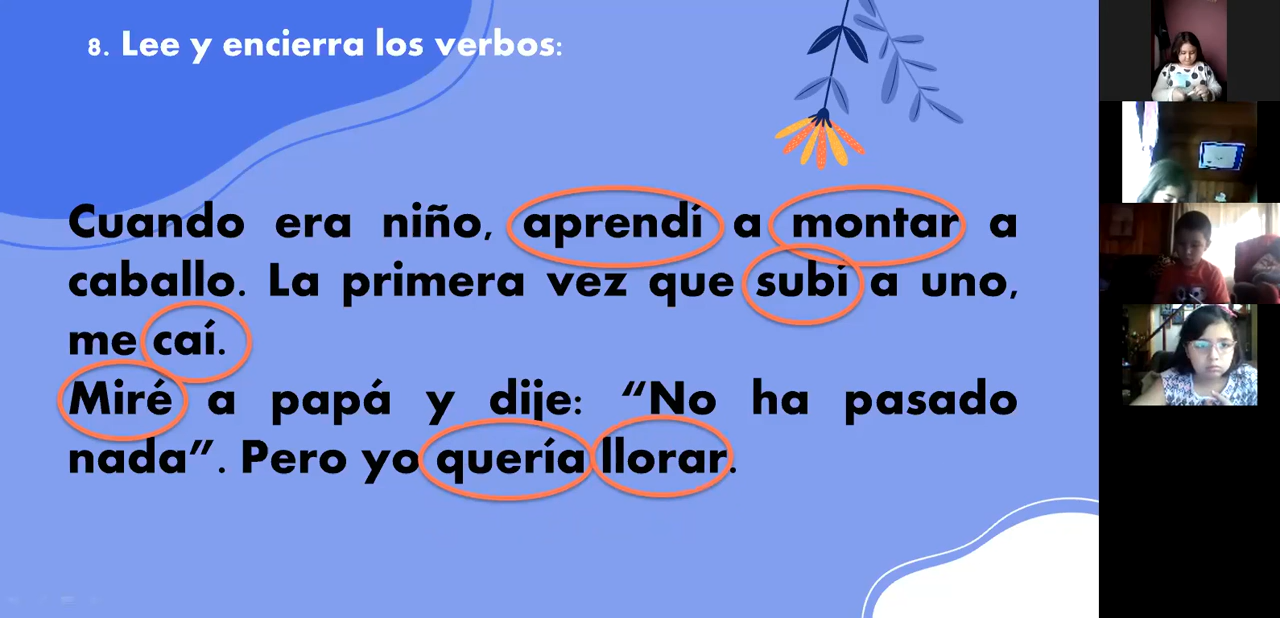 8. Lee y encierra los verbos:
Cuando era niño, aprendí a montar a
caballo. La primera vez que subí a uno,
me caí.
Miré a papá y dije: “No ha pasado
nada”. Pero yo quería llorar.